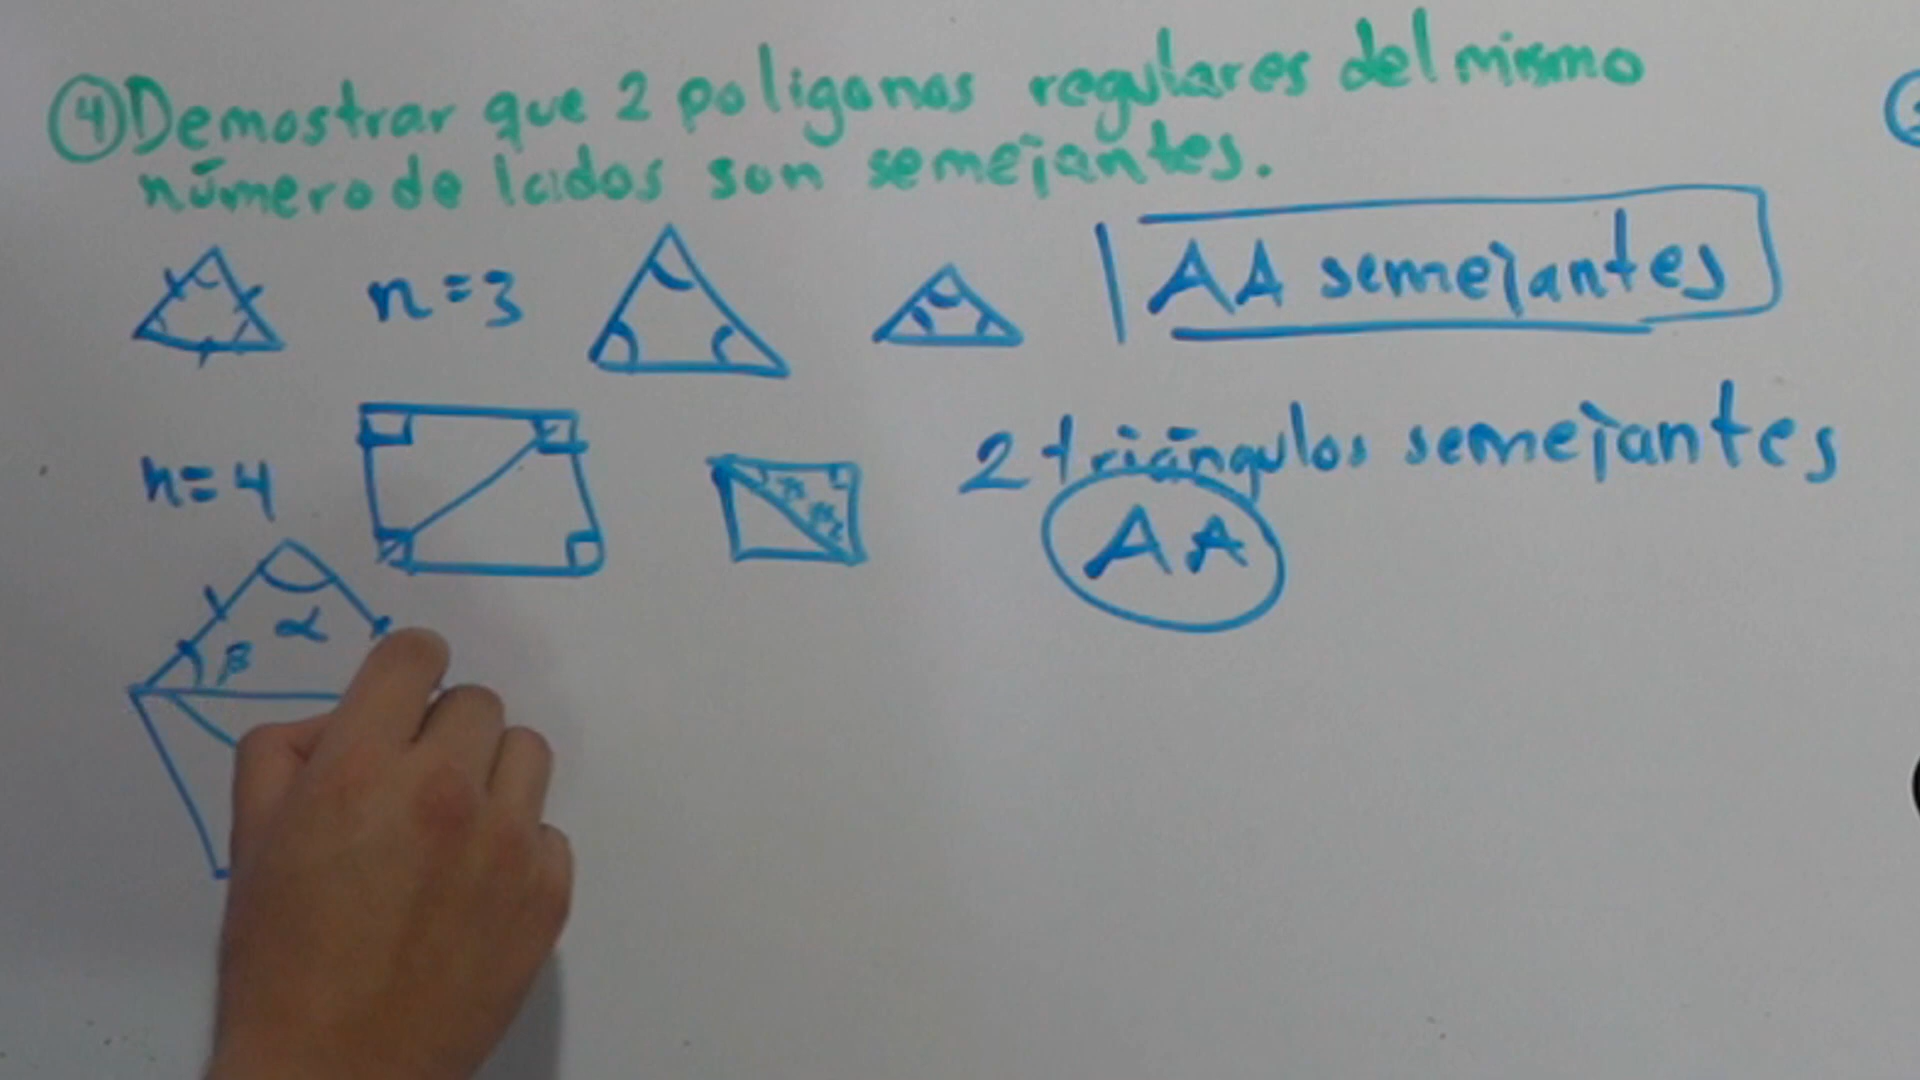 ④ Demostrar que 2 poligonos regulares del mismo
número de lados son semejantes.
n=3
AA semejantes
n=4
2 triángulos semejantes
AA
α
β